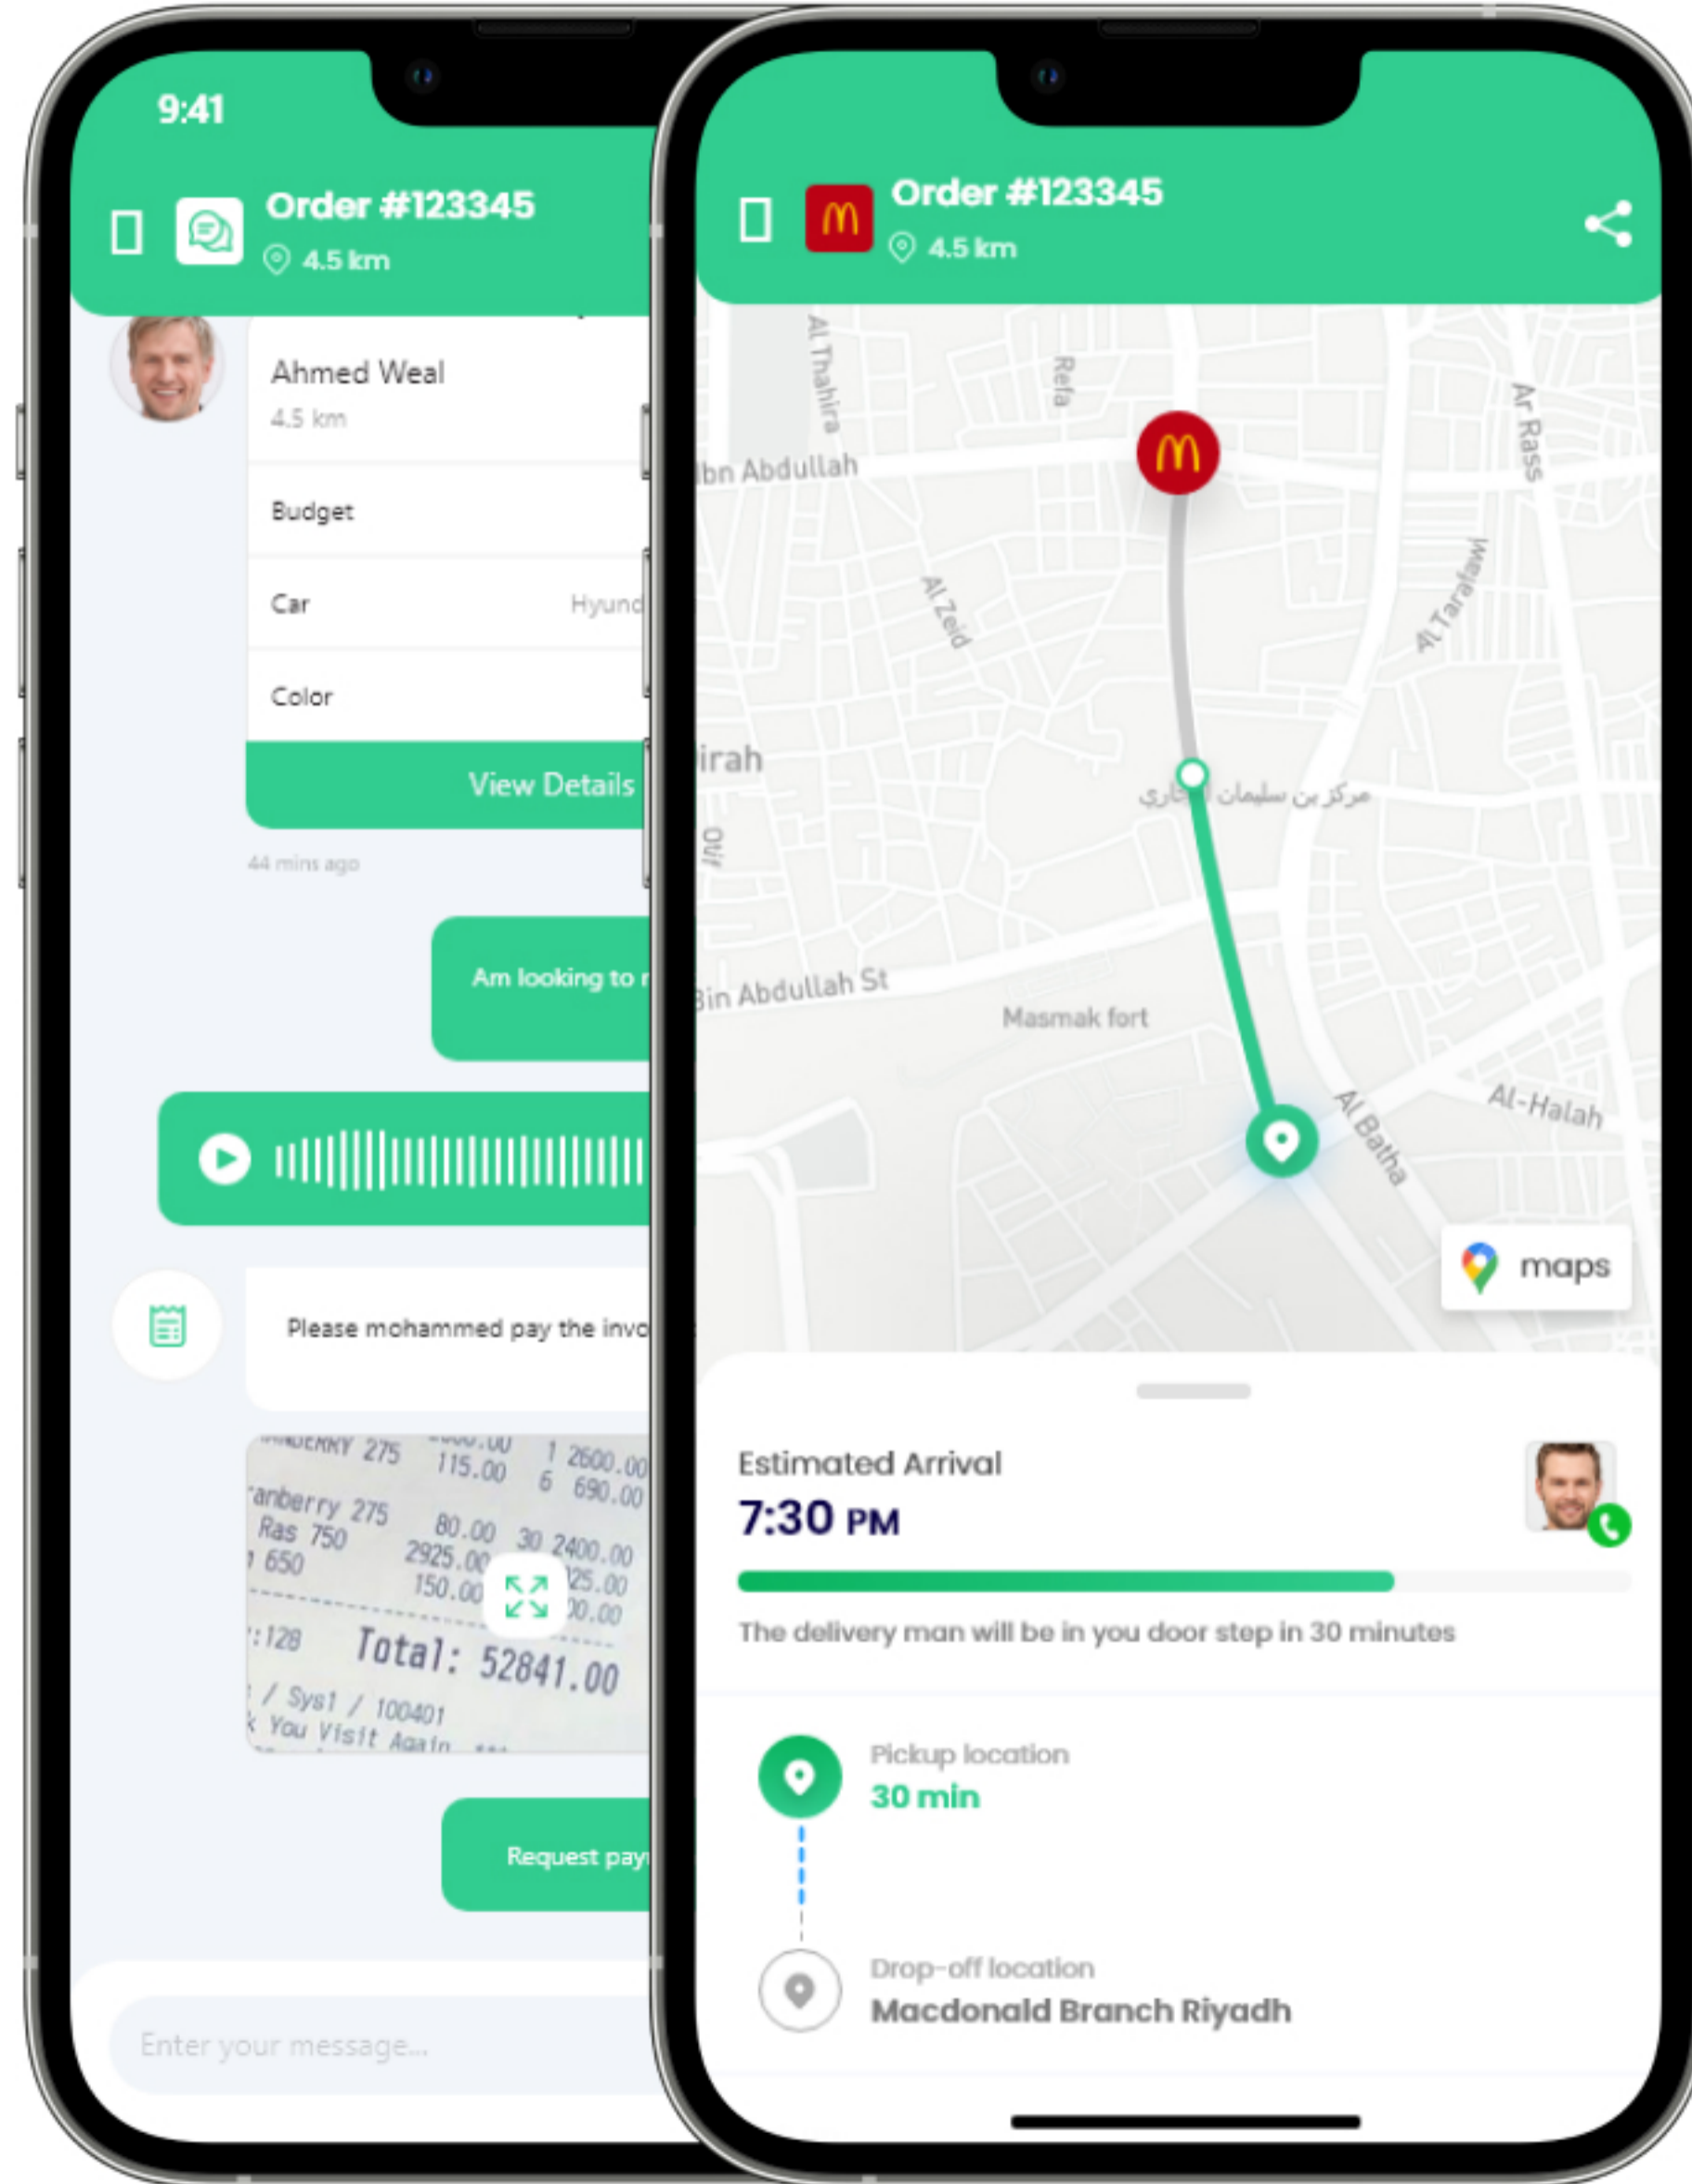 9:41
Order #123345
4.5 km
Ahmed Weal
4.5 km
Budget
Car
Color
View Details
44 mins ago
Am looking to
Please mohammed pay the
275 1 2600.00
115.00 6 690.00
275 80.00 30 2400.00
Ras 750 2925.00
650 150.00
Total: 52841.00
/ Sys1 / 100401
You Visit Again
Request
Enter your message...
Order #123345
4.5 km
Al Thahira
Refa
Ar Rass
Ibn Abdullah
Al Zeid
Al Tarafawi
مركز بن سليمان
Bin Abdullah St
Masmak fort
Al Batha
Al-Halah
maps
Estimated Arrival
7:30 PM
The delivery man will be in you door step in 30 minutes
Pickup location
30 min
Drop-off location
Macdonald Branch Riyadh